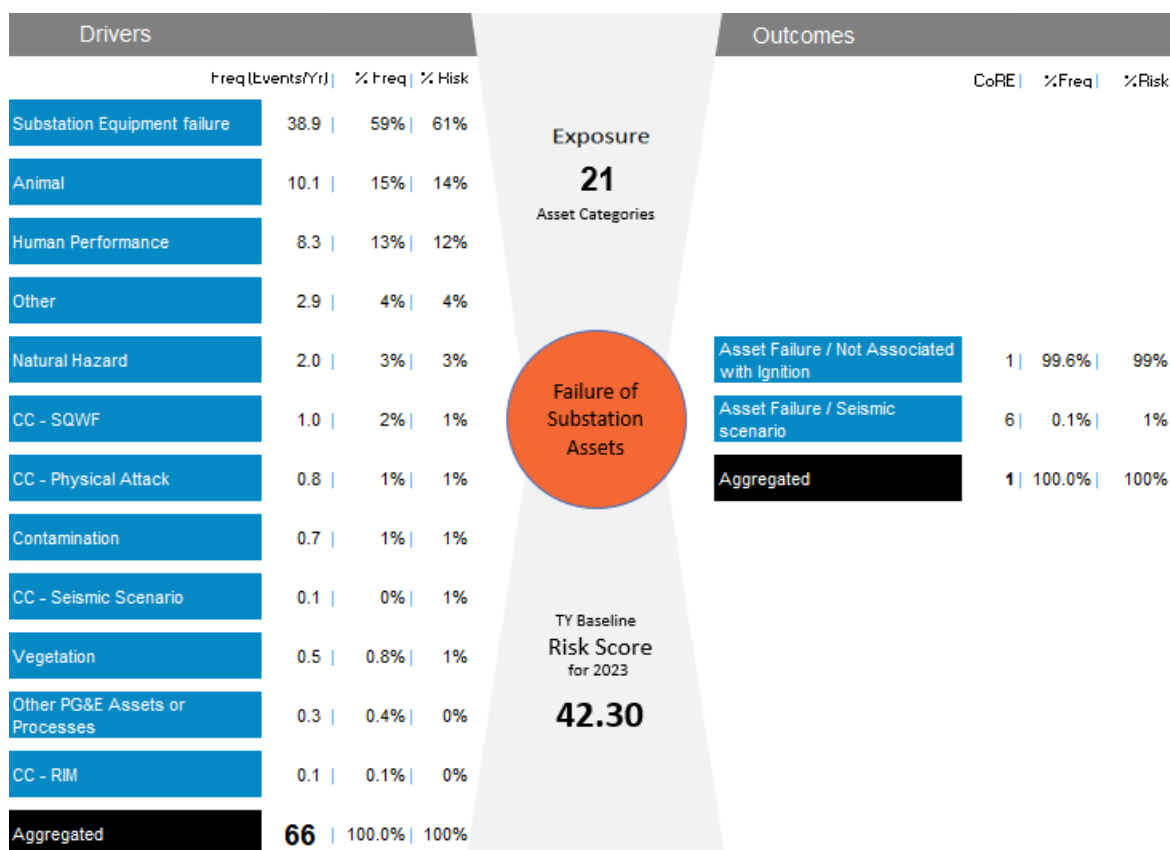 Drivers
Outcomes
Freq (Events/Yr)| % Freq| % Risk
CoRE| %Freq| %Risk
Substation Equipment failure 38.9 | 59%| 61%
Animal 10.1 | 15%| 14%
Human Performance 8.3 | 13%| 12%
Other 2.9 | 4%| 4%
Natural Hazard 2.0 | 3%| 3%
CC - SQWF 1.0 | 2%| 1%
CC - Physical Attack 0.8 | 1%| 1%
Contamination 0.7 | 1%| 1%
CC - Seismic Scenario 0.1 | 0%| 1%
Vegetation 0.5 | 0.8%| 1%
Other PG&E Assets or
Processes 0.3 | 0.4%| 0%
CC - RIM 0.1 | 0.1%| 0%
Aggregated 66 | 100.0%| 100%
Exposure
21
Asset Categories
Failure of
Substation
Assets
TY Baseline
Risk Score
for 2023
42.30
Asset Failure / Not Associated
with Ignition 1| 99.6%| 99%
Asset Failure / Seismic
scenario 6| 0.1%| 1%
Aggregated 1| 100.0%| 100%